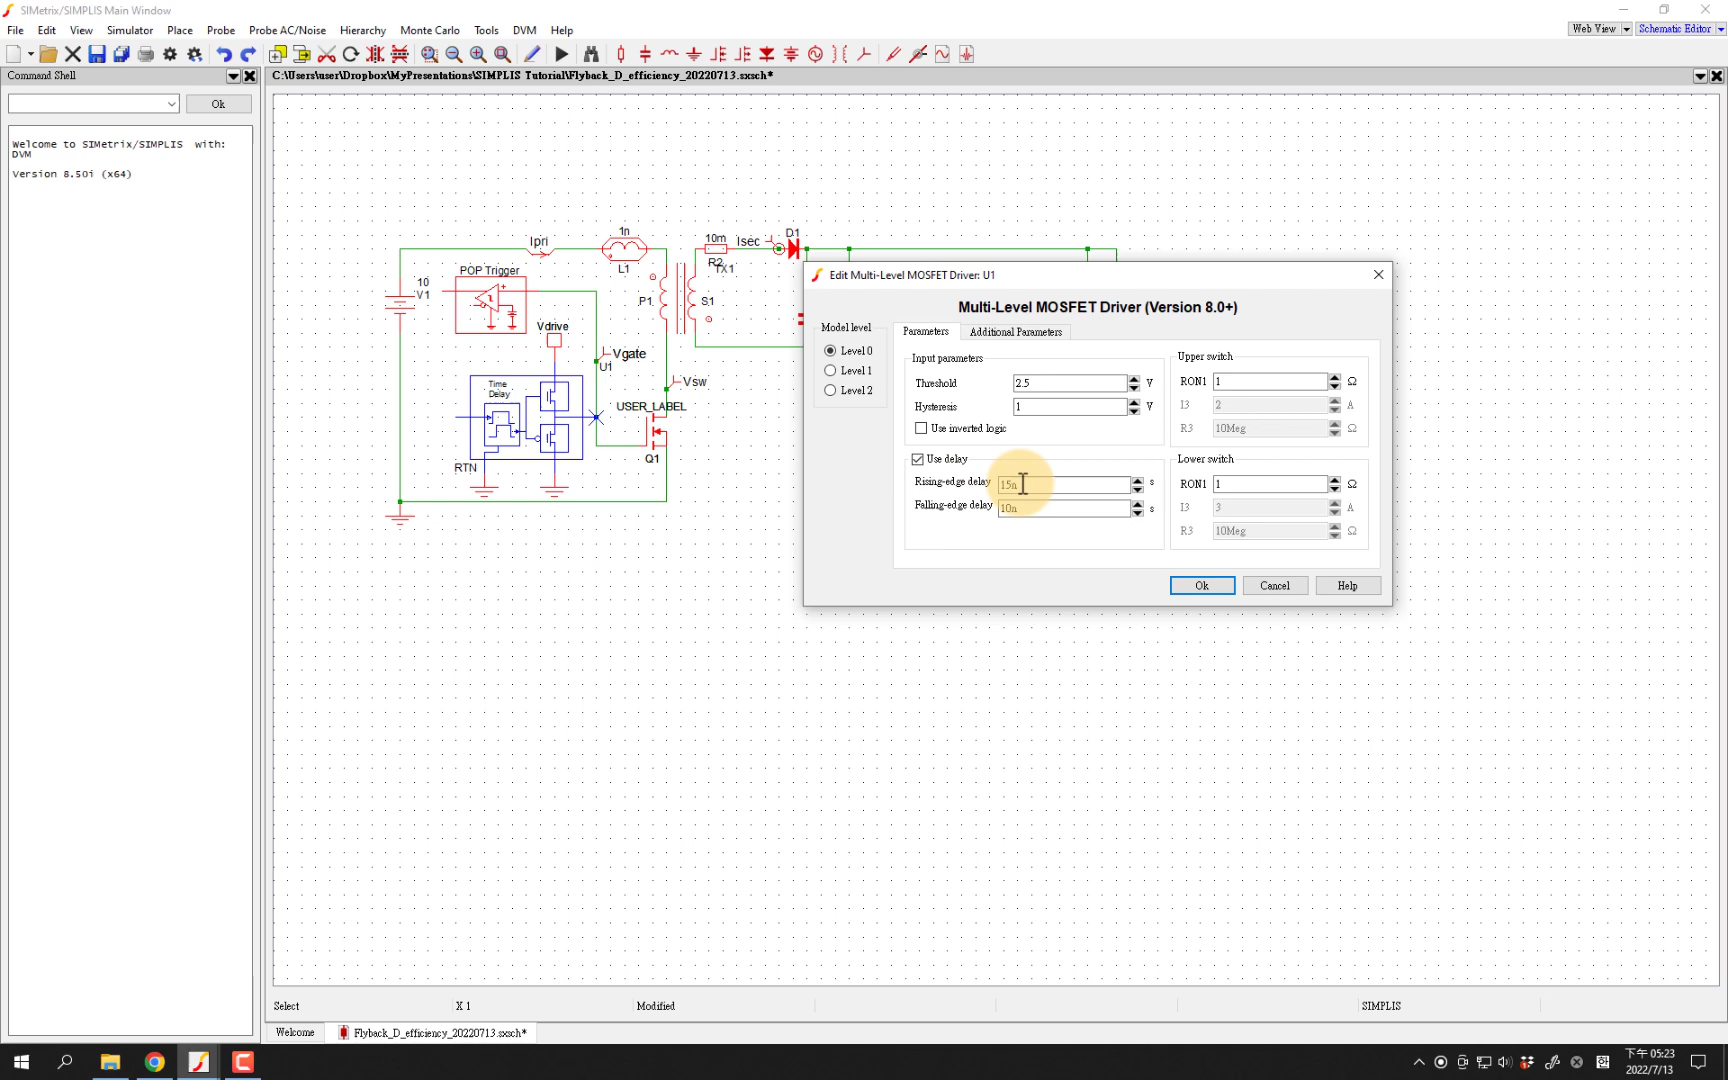 SIMetrix/SIMPLIS Main Window
File Edit View Simulator Place Probe Probe AC/Noise Hierarchy Monte Carlo Tools DVM Help
Web View Schematic Editor
Command Shell
C:\Users\user\Dropbox\MyPresentations\SIMPLIS Tutorial\Flyback_D_efficiency_20220713.sxsch*
Ok
Welcome to SIMetrix/SIMPLIS with:
DVM
Version 8.50i (x64)
Ipri
1n
L1
10m
R2
TX1
Isec
D1
POP Trigger
10
V1
P1
S1
Vdrive
Vgate
U1
Vsw
Time
Delay
USER_LABEL
Q1
RTN
Edit Multi-Level MOSFET Driver: U1
Multi-Level MOSFET Driver (Version 8.0+)
Model level
Level 0
Level 1
Level 2
Parameters Additional Parameters
Input parameters
Threshold 2.5 V
Hysteresis 1 V
Use inverted logic
Use delay
Rising-edge delay 15n s
Falling-edge delay 10n s
Upper switch
RON1 1 Ω
I3 2 A
R3 10Meg Ω
Lower switch
RON1 1 Ω
I3 3 A
R3 10Meg Ω
Ok Cancel Help
Select X 1 Modified SIMPLIS
Welcome Flyback_D_efficiency_20220713.sxsch*
下午 05:23
2022/7/13